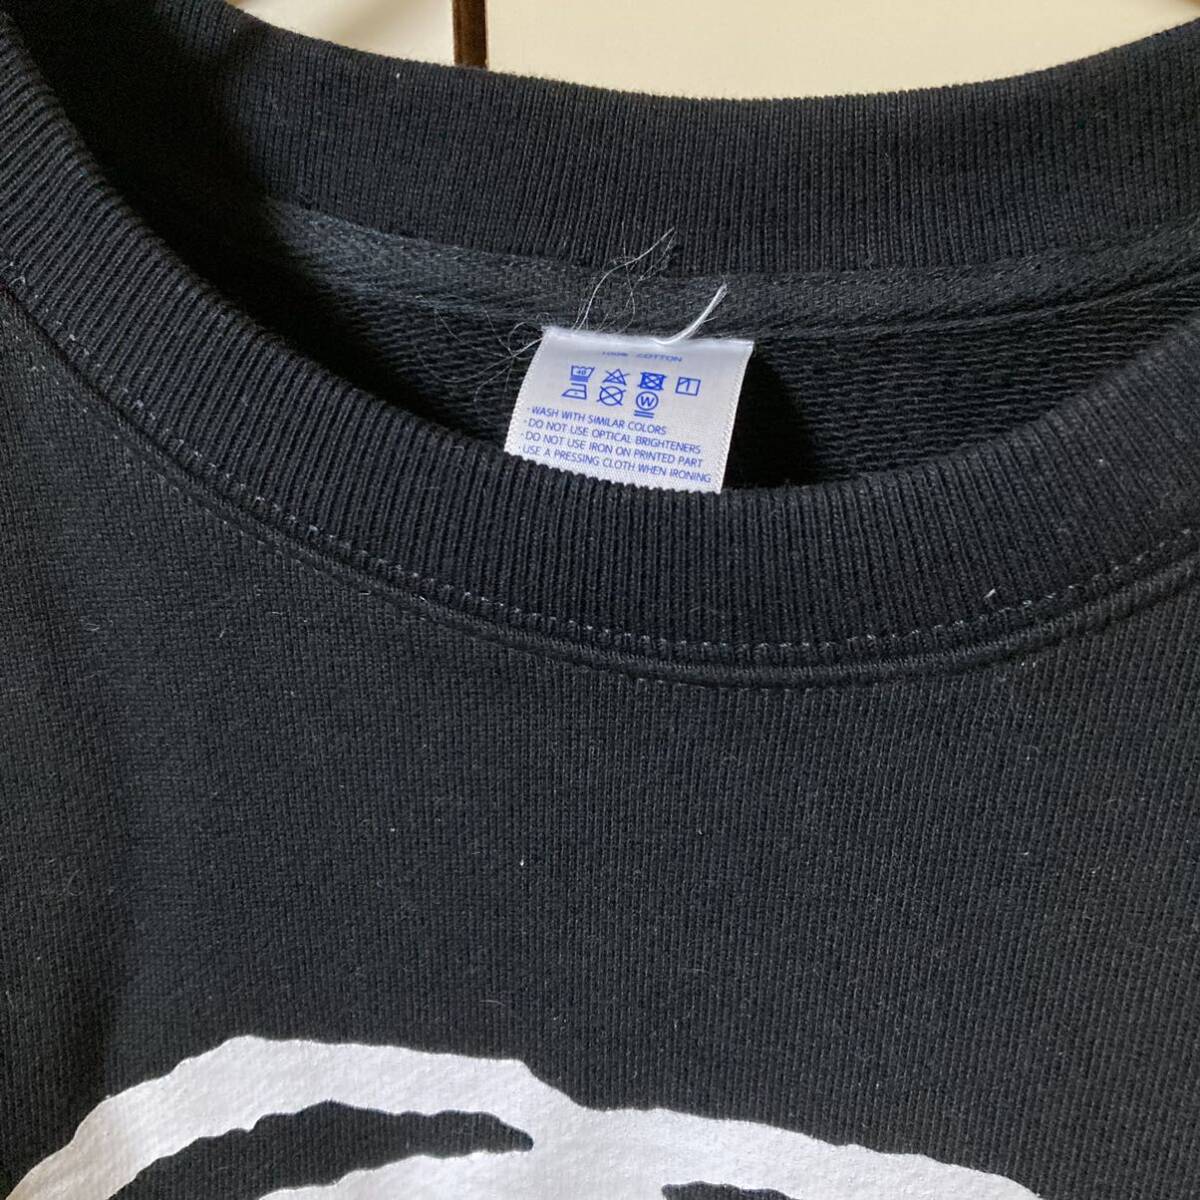 100% COTTON
40
W
· WASH WITH SIMILAR COLORS
· DO NOT USE OPTICAL BRIGHTENERS
· DO NOT USE IRON ON PRINTED PART
· USE A PRESSING CLOTH WHEN IRONING